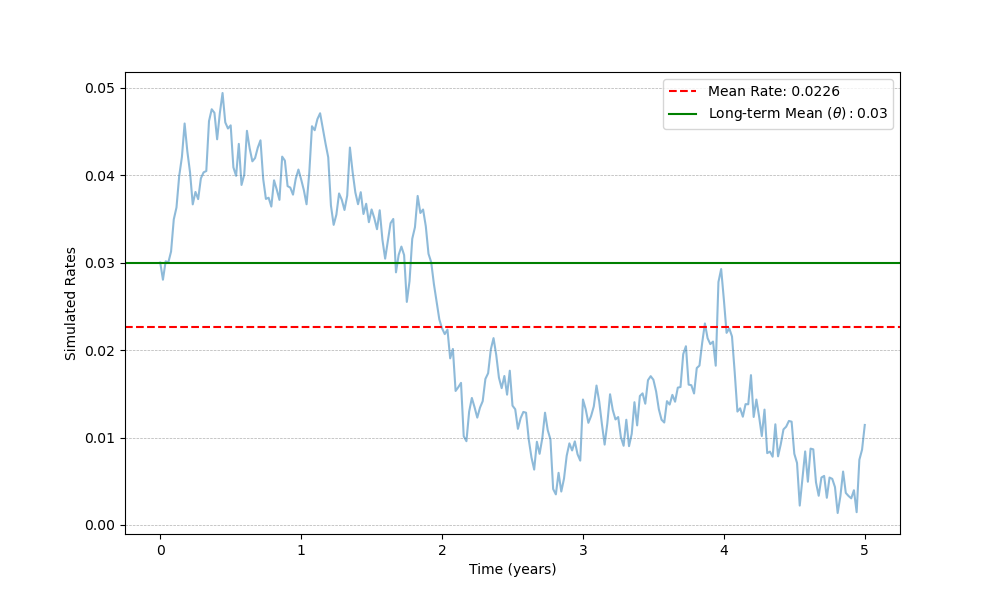 Mean Rate: 0.0226
Long-term Mean (θ) : 0.03
0.05
0.04
0.03
0.02
0.01
0.00
Simulated Rates
0 1 2 3 4 5
Time (years)